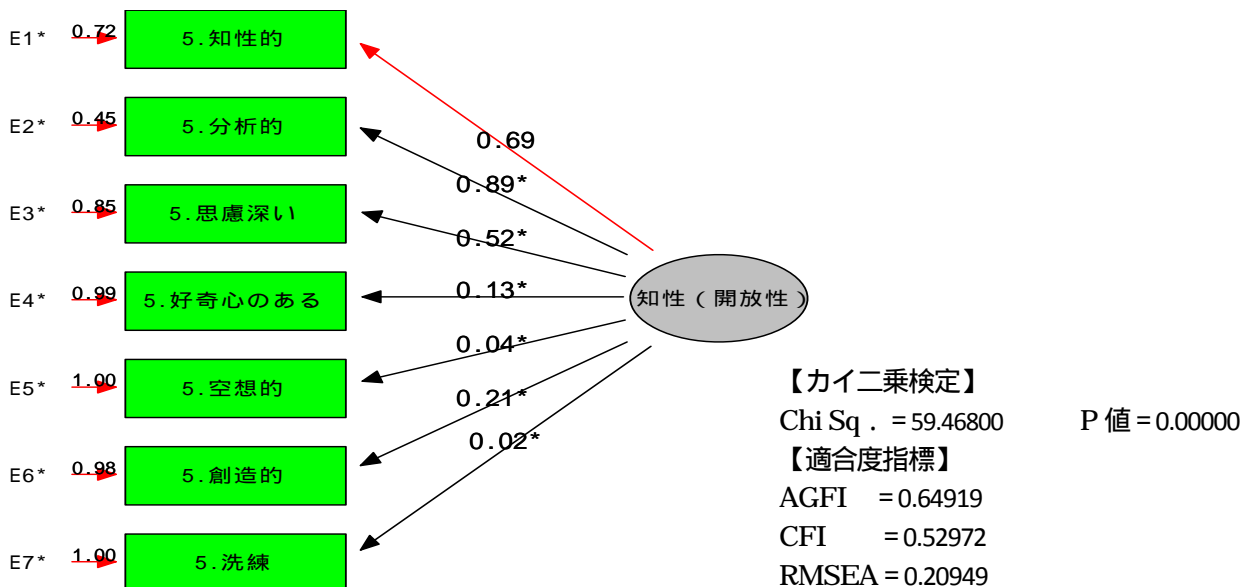 E1* 0.72 5.知性的
0.69
E2* 0.45 5.分析的
0.89*
E3* 0.85 5.思慮深い
0.52*
E4* 0.99 5.好奇心のある
0.13*
知性(開放性)
E5* 1.00 5.空想的
0.04*
E6* 0.98 5.創造的
0.21*
E7* 1.00 5.洗練
0.02*
【カイ二乗検定】
Chi Sq. =59.46800 P値=0.00000
【適合度指標】
AGFI =0.64919
CFI =0.52972
RMSEA =0.20949